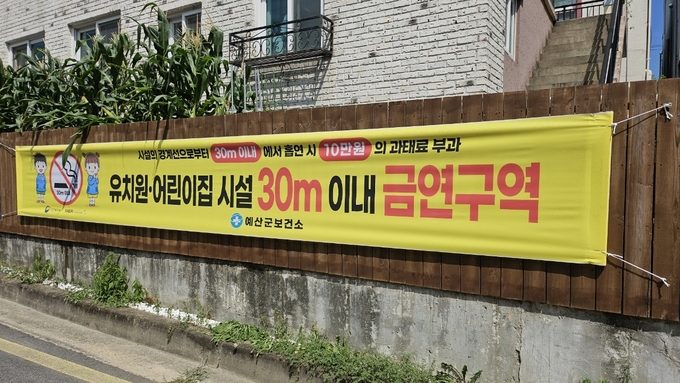 시설의 경계선으로부터 30m 이내 에서 흡연 시 10만원 의 과태료 부과
유치원·어린이집 시설 30m 이내 금연구역
예산군보건소